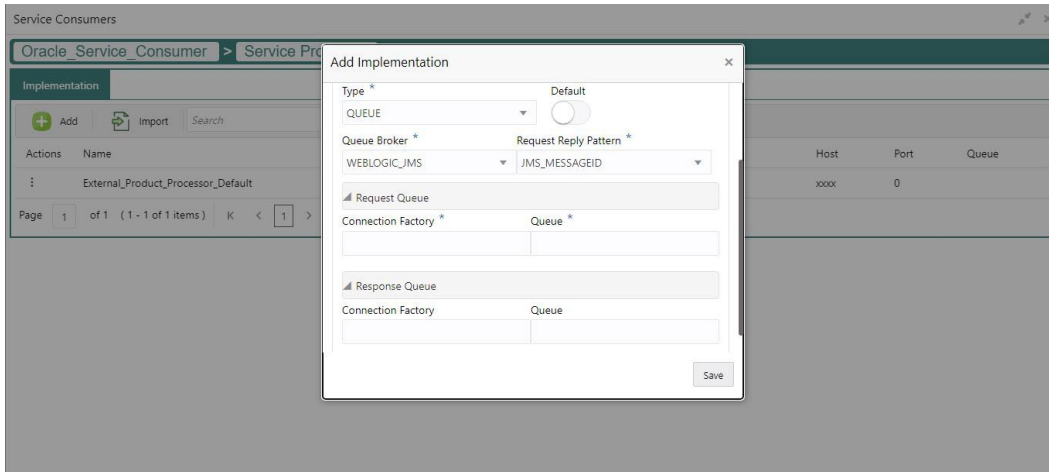 Service Consumers
Oracle_Service_Consumer > Service Pro
Implementation
Add Import Search
Actions Name Host Port Queue
External_Product_Processor_Default xxxx 0
Page 1 of 1 (1 - 1 of 1 items) K < 1 >
Add Implementation ×
Type * Default
QUEUE
Queue Broker * Request Reply Pattern *
WEBLOGIC_JMS JMS_MESSAGEID
Request Queue
Connection Factory * Queue *
Response Queue
Connection Factory Queue
Save